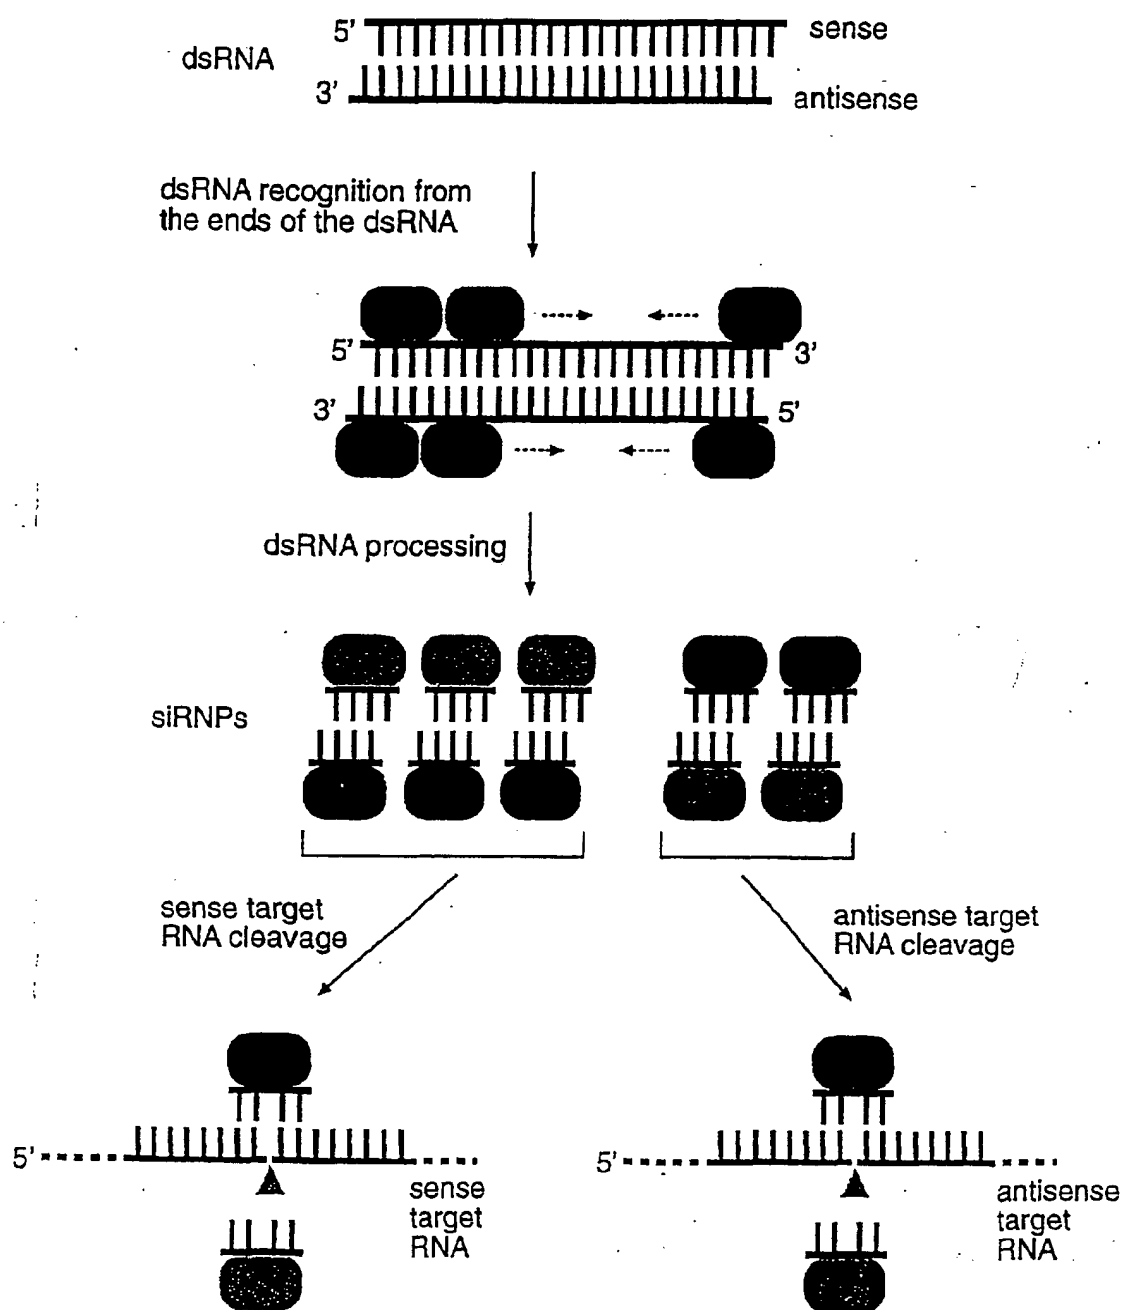 5' sense
dsRNA
3' antisense
dsRNA recognition from
the ends of the dsRNA
5' 3'
3' 5'
dsRNA processing
siRNPs
sense target
RNA cleavage
antisense target
RNA cleavage
5'
sense
target
RNA
5'
antisense
target
RNA